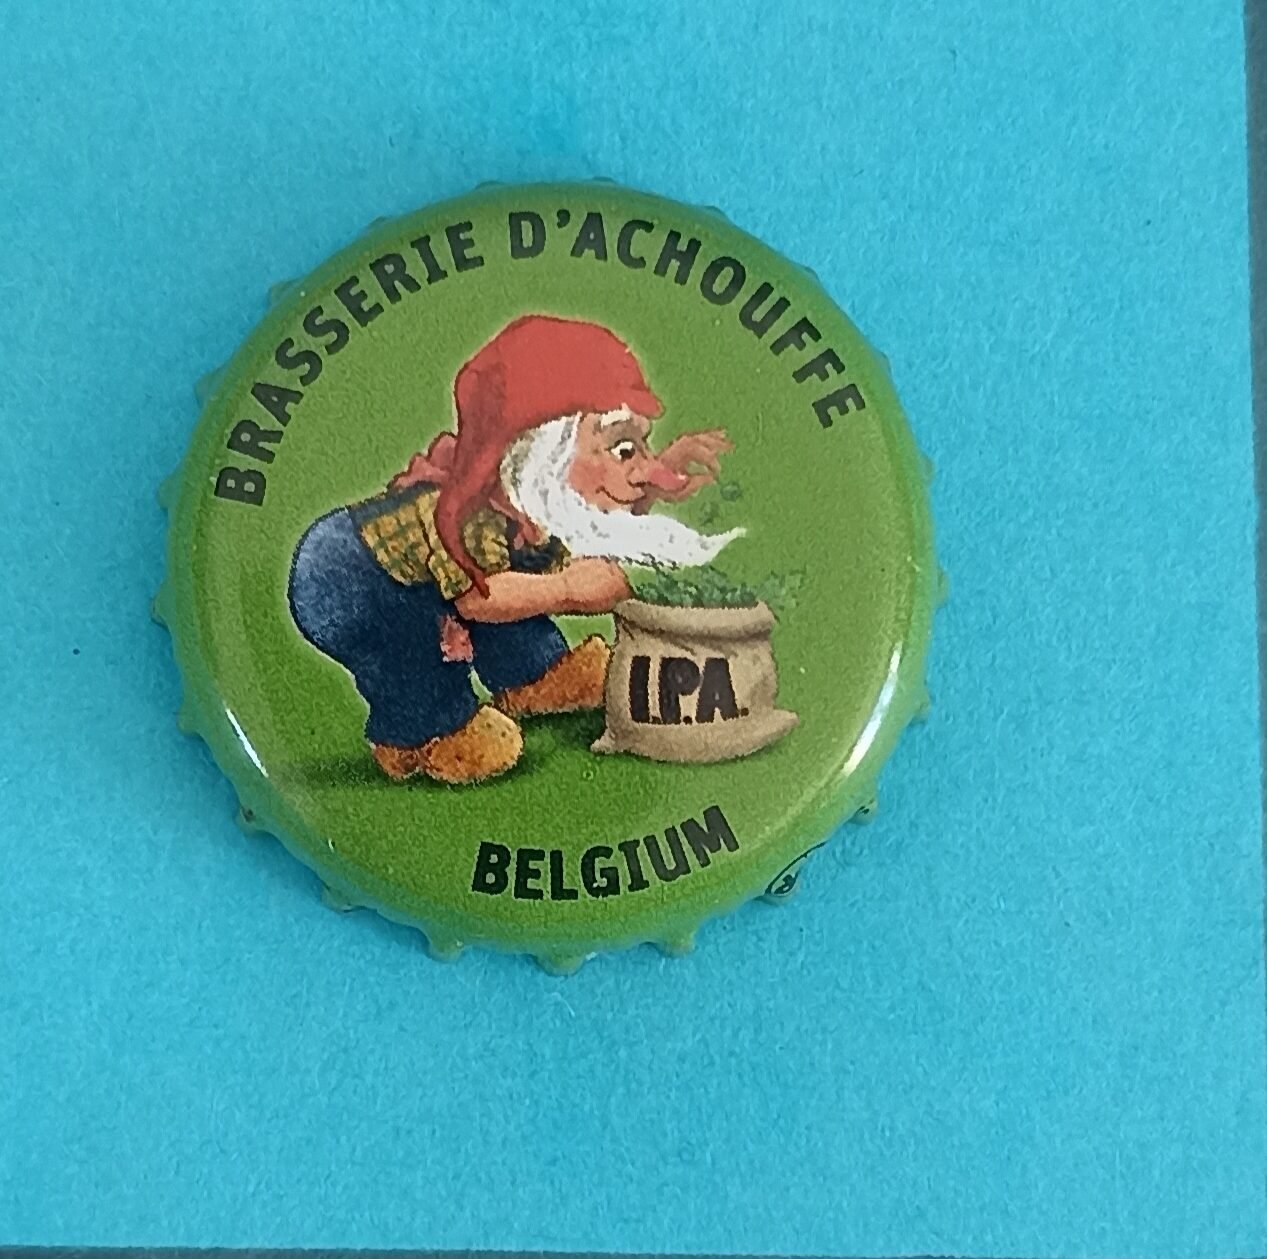 BRASSERIE D'ACHOUFFE
I.P.A.
BELGIUM
®